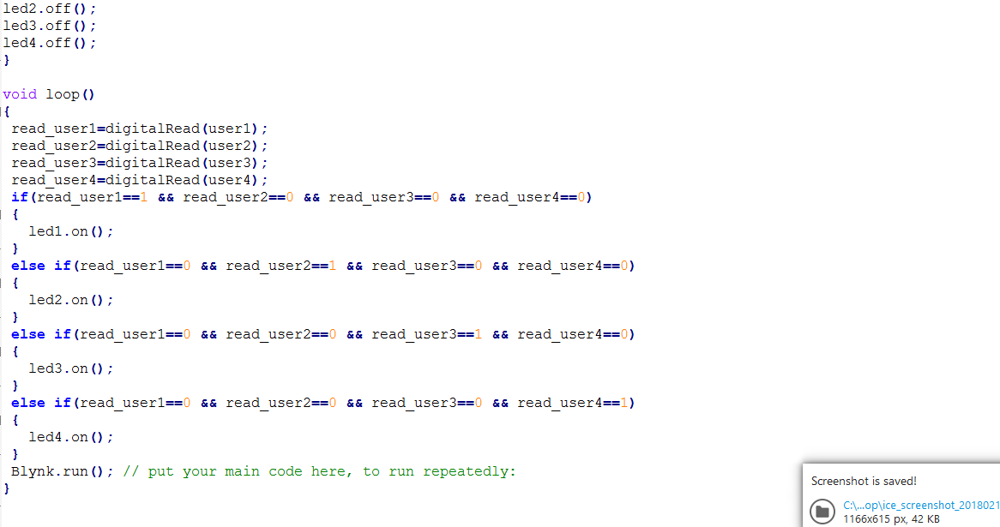 led2.off();
led3.off();
led4.off();
}
void loop()
{
read_user1=digitalRead(user1);
read_user2=digitalRead(user2);
read_user3=digitalRead(user3);
read_user4=digitalRead(user4);
if(read_user1==1 && read_user2==0 && read_user3==0 && read_user4==0)
{
led1.on();
}
else if(read_user1==0 && read_user2==1 && read_user3==0 && read_user4==0)
{
led2.on();
}
else if(read_user1==0 && read_user2==0 && read_user3==1 && read_user4==0)
{
led3.on();
}
else if(read_user1==0 && read_user2==0 && read_user3==0 && read_user4==1)
{
led4.on();
}
Blynk.run(); // put your main code here, to run repeatedly:
}
Screenshot is saved!
C:\...op\ice_screenshot_2018021
1166x615 px, 42 KB